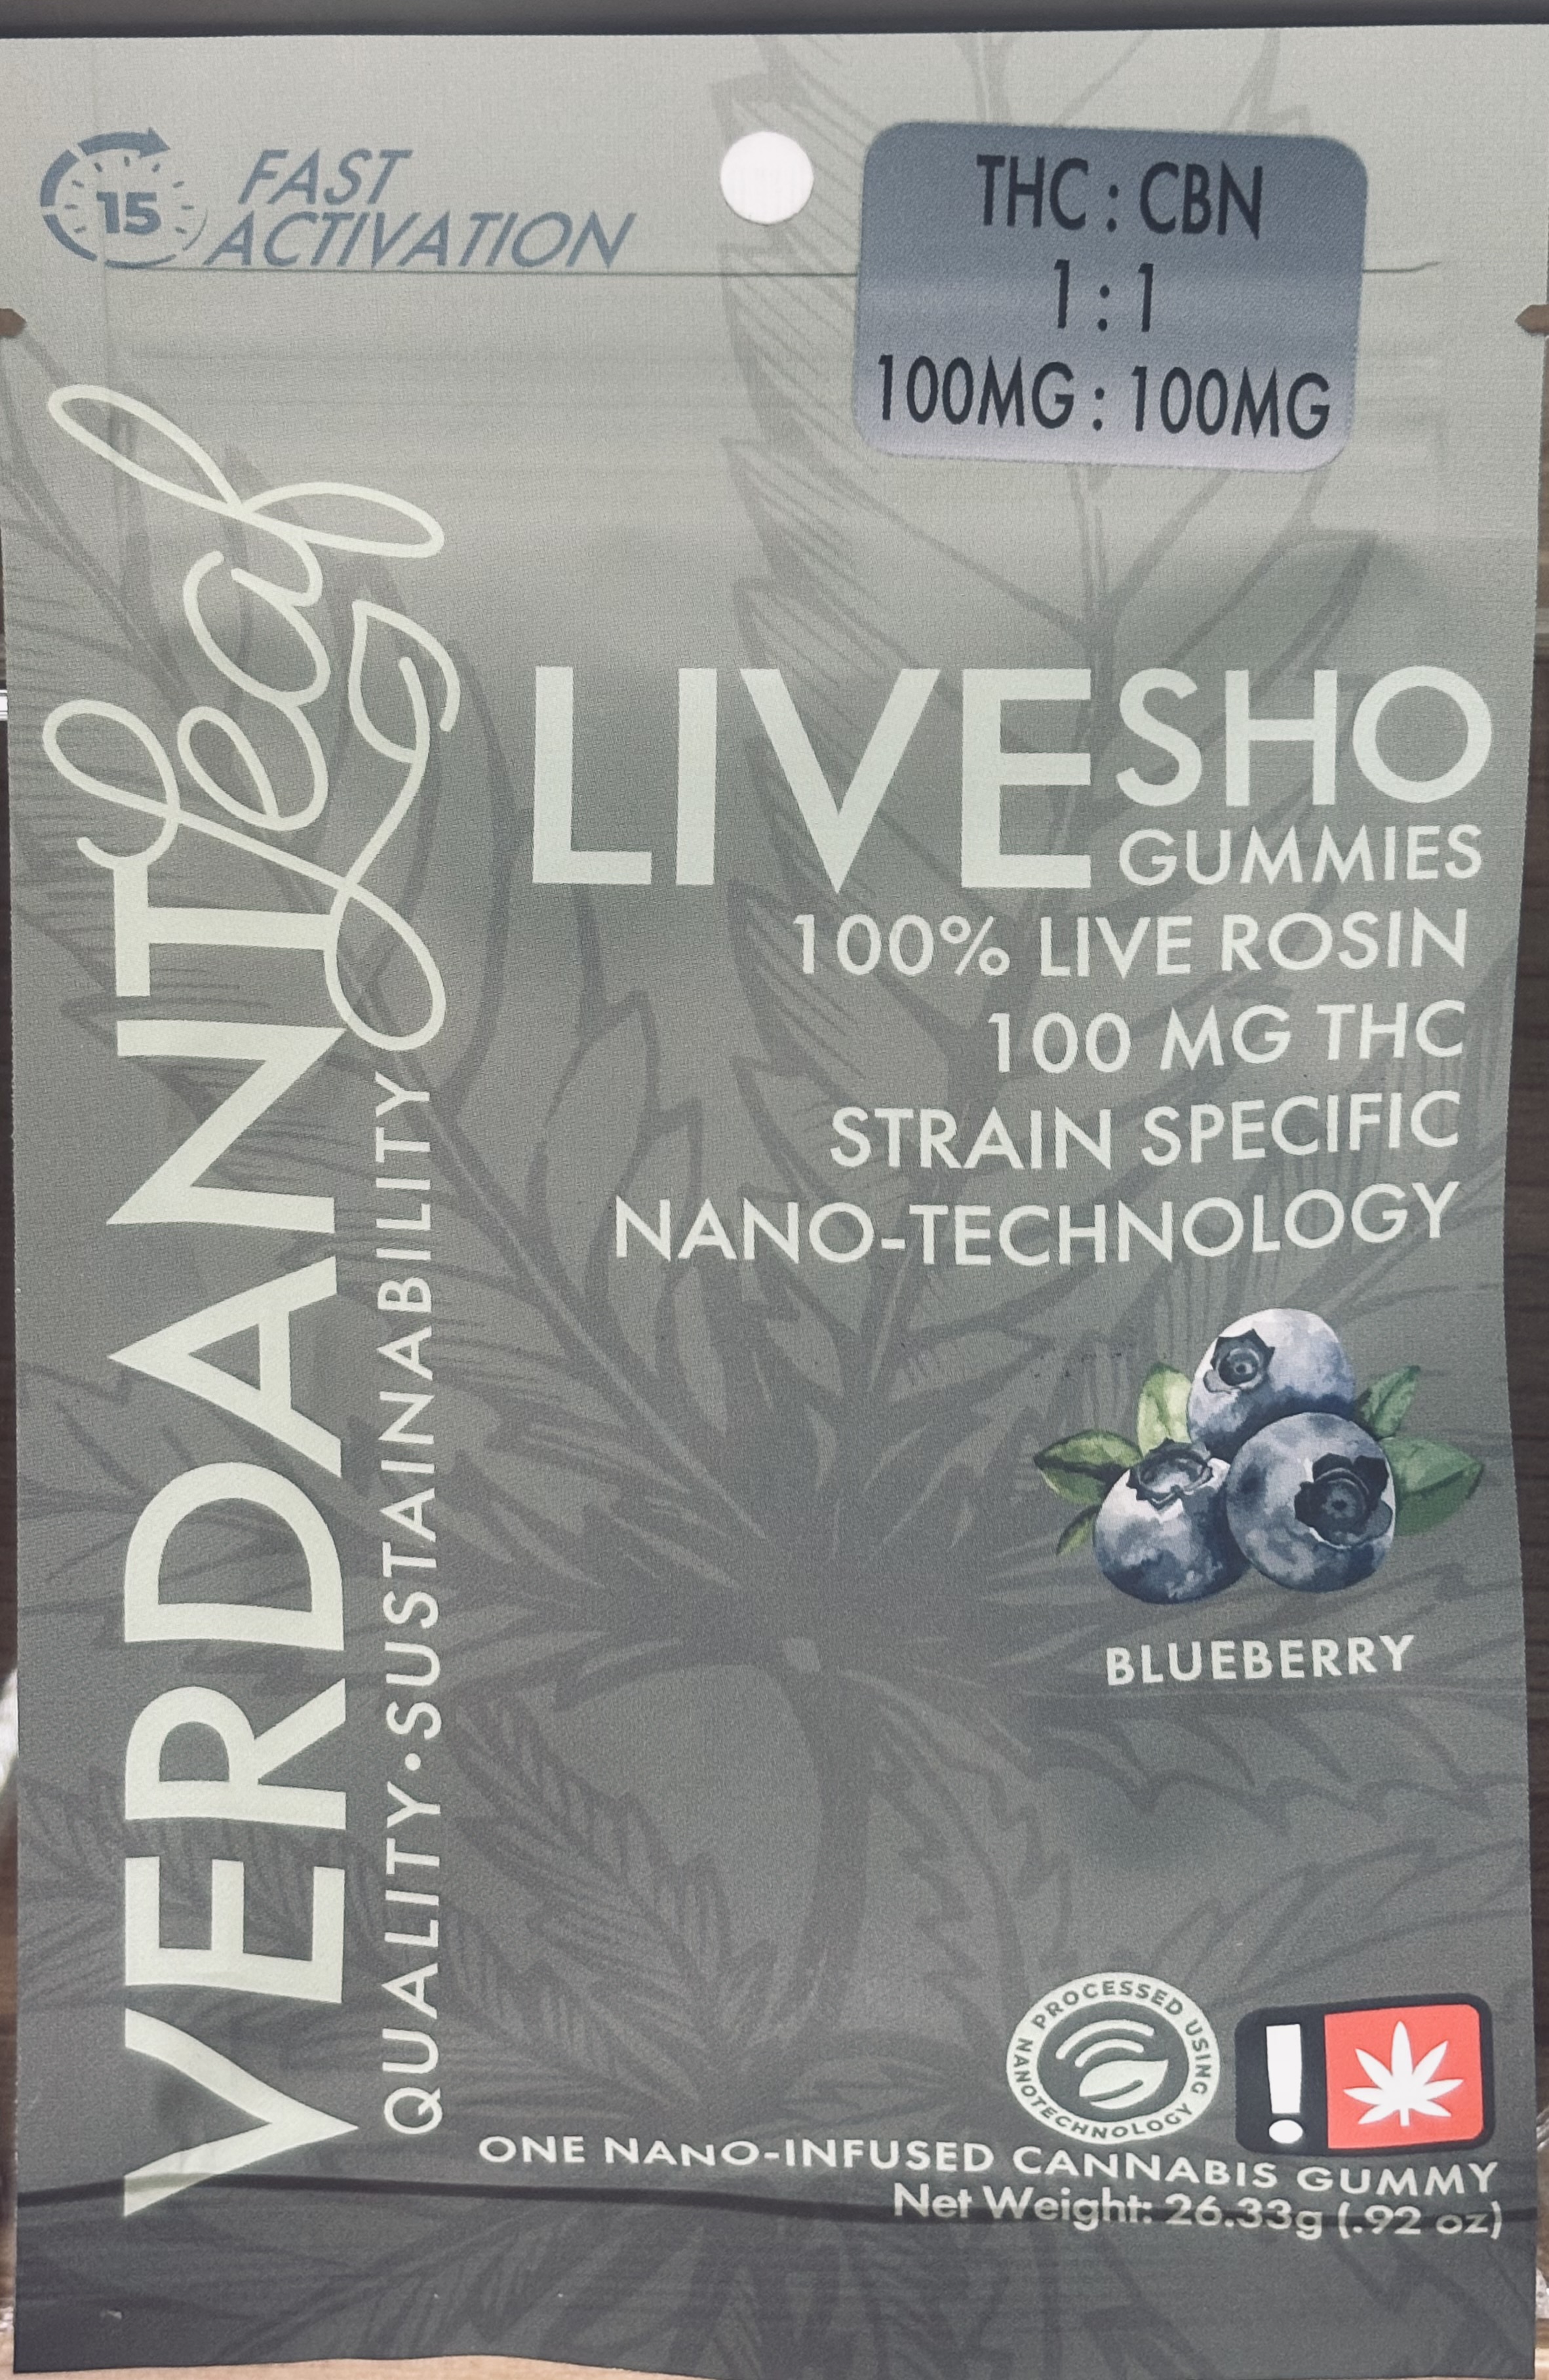 15
FAST
ACTIVATION
THC : CBN
1 : 1
100MG : 100MG
VERDANT Leaf
QUALITY • SUSTAINABILITY
LIVE SHO
GUMMIES
100% LIVE ROSIN
100 MG THC
STRAIN SPECIFIC
NANO-TECHNOLOGY
BLUEBERRY
PROCESSED USING NANOTECHNOLOGY
!
ONE NANO-INFUSED CANNABIS GUMMY
Net Weight: 26.33g (.92 oz)